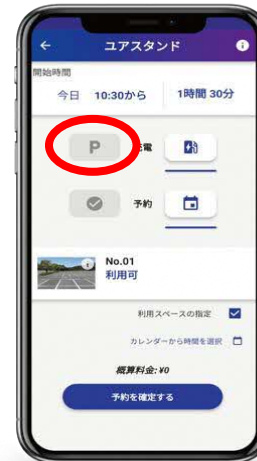 ユアスタンド
開始時間
今日 10:30から 1時間 30分
P 電
予約
No.01
利用可
利用スペースの指定
カレンダーから時間を選択
概算料金: ¥0
予約を確定する